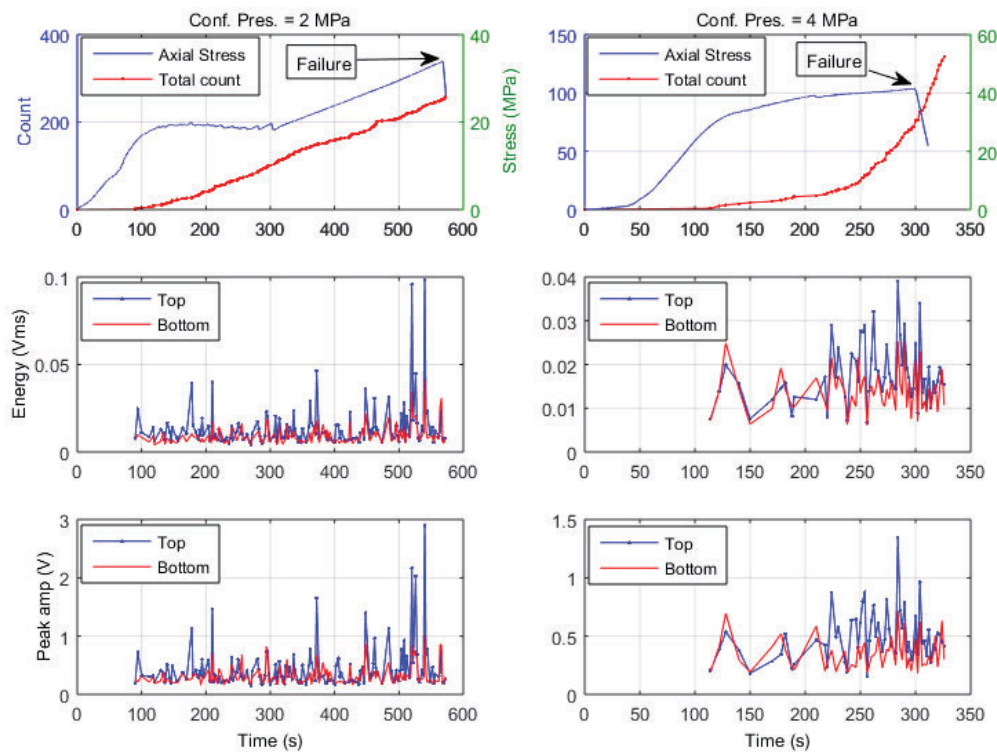 Conf. Pres. = 2 MPa
400
200
0
Count
Axial Stress
Total count
Failure
40
20
0
Stress (MPa)
0 100 200 300 400 500 600
Conf. Pres. = 4 MPa
150
100
50
0
Axial Stress
Total count
Failure
60
40
20
0
0 50 100 150 200 250 300 350
Energy (Vms)
0.1
0.05
0
Top
Bottom
0 100 200 300 400 500 600
0.04
0.03
0.02
0.01
0
Top
Bottom
0 50 100 150 200 250 300 350
Peak amp (V)
3
2
1
0
Top
Bottom
0 100 200 300 400 500 600
Time (s)
1.5
1
0.5
0
Top
Bottom
0 50 100 150 200 250 300 350
Time (s)